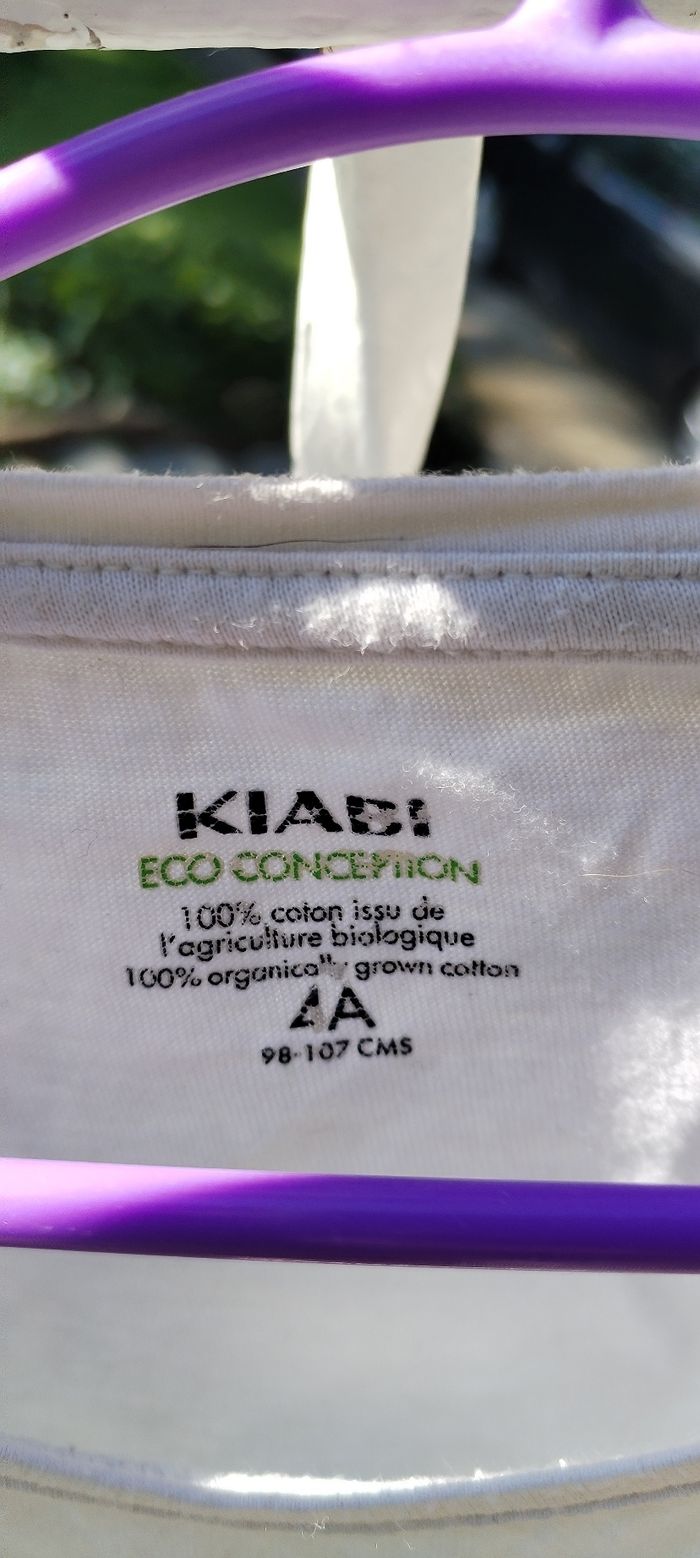 KIABI
ECO CONCEPTION
100% coton issu de
l'agriculture biologique
100% organically grown cotton
4A
98-107 CMS